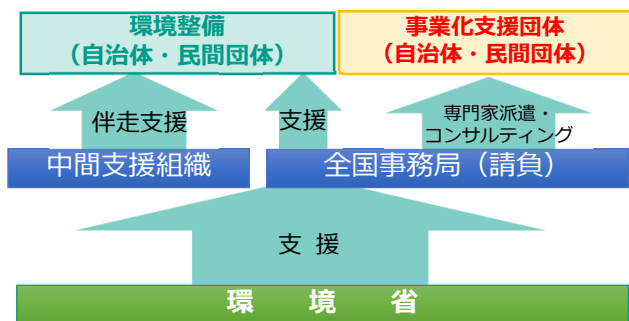 環境整備
（自治体・民間団体）
事業化支援団体
（自治体・民間団体）
伴走支援
支援
専門家派遣・
コンサルティング
中間支援組織
全国事務局（請負）
支 援
環 境 省